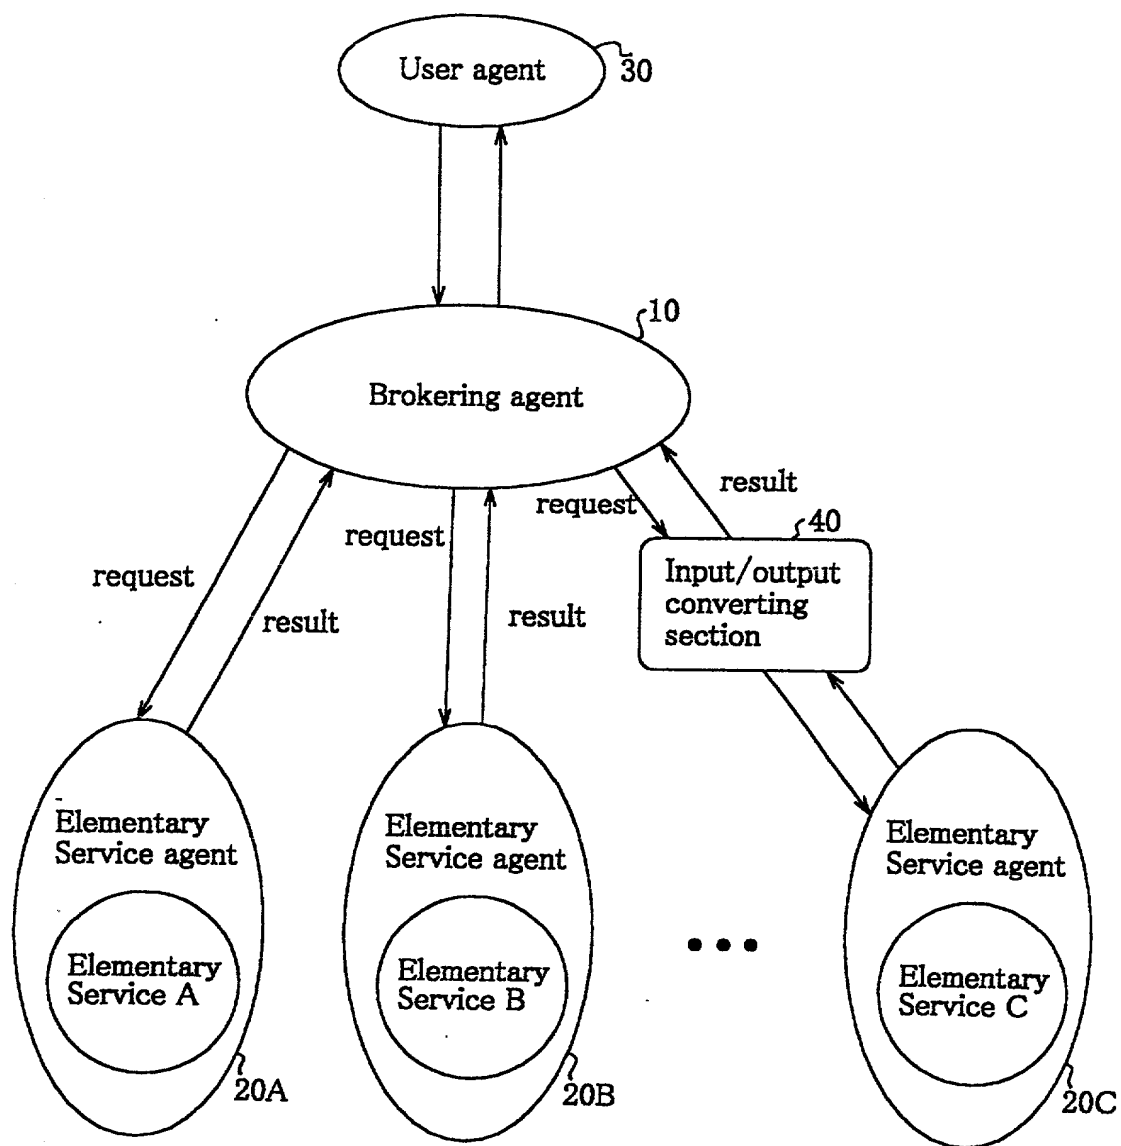 User agent
30
10
Brokering agent
request
result
request
result
request
result
40
Input/output
converting
section
Elementary
Service agent
Elementary
Service A
20A
Elementary
Service agent
Elementary
Service B
20B
Elementary
Service agent
Elementary
Service C
20C